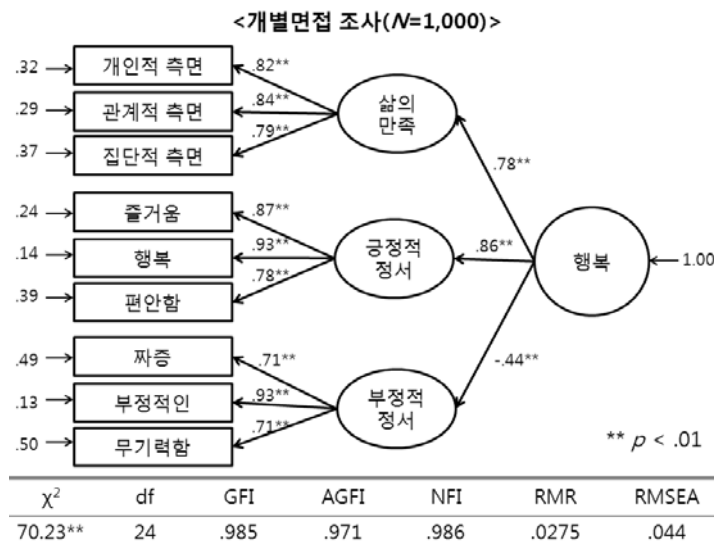 <개별면접 조사(N=1,000)>
.32 개인적 측면 .82**
.29 관계적 측면 .84**
.37 집단적 측면 .79**
삶의
만족
.78**
.24 즐거움 .87**
.14 행복 .93**
.39 편안함 .78**
긍정적
정서
.86**
행복
1.00
.49 짜증 .71**
.13 부정적인 .93**
.50 무기력함 .71**
부정적
정서
-.44**
** p < .01
χ² df GFI AGFI NFI RMR RMSEA
70.23** 24 .985 .971 .986 .0275 .044